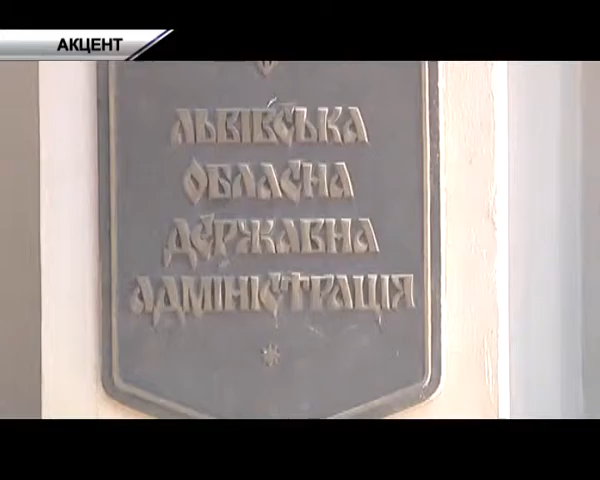 АКЦЕНТ
ЛЬВІВСЬКА
ОБЛАСНА
ДЕРЖАВНА
АДМІНІСТРАЦІЯ